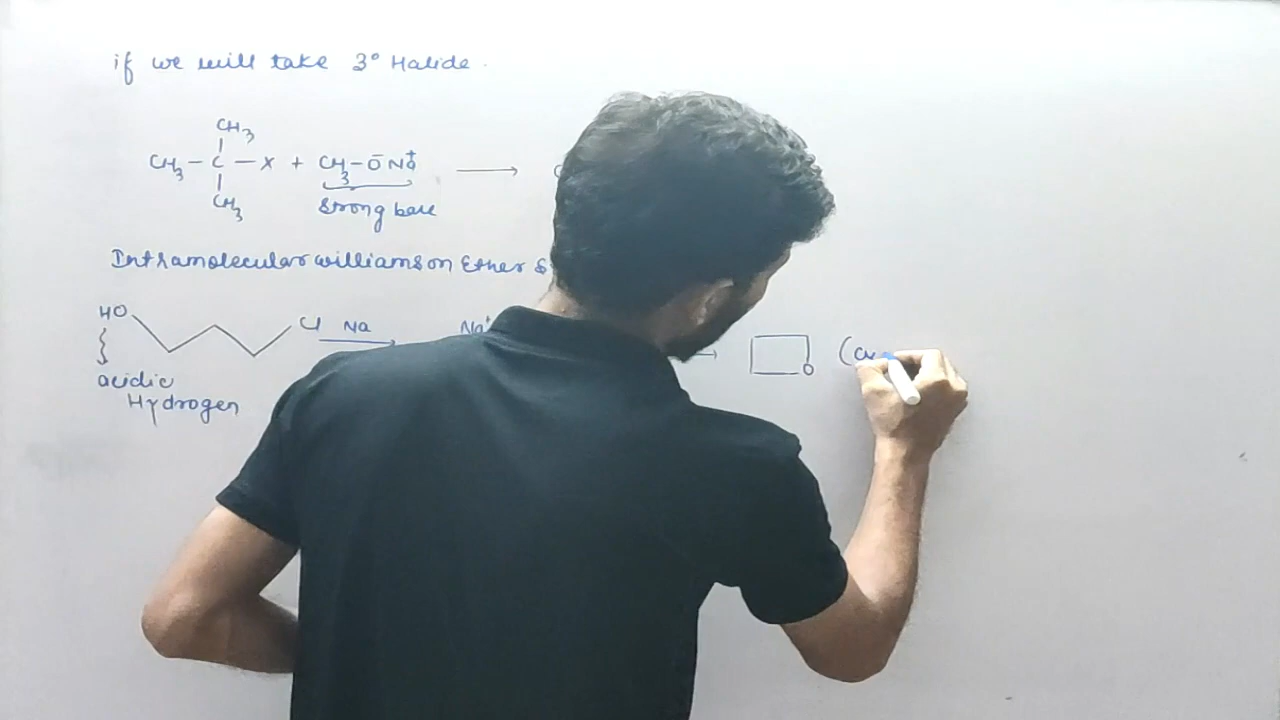 if we will take 3° Halide.
CH3
CH3 – C – X + CH3 – ŌNa⁺ ⟶
CH3
Strong base
Intramolecular williamson Ether S
HO Cl Na ⟶ Na⁺ ⟶ O (
acidic
Hydrogen